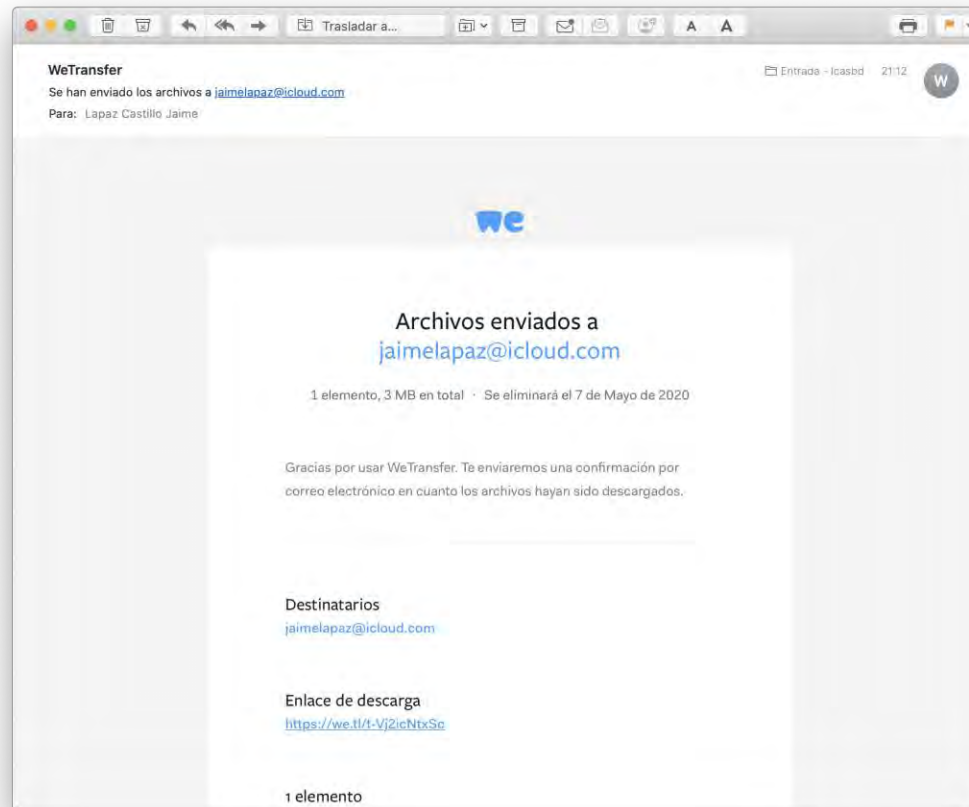 Trasladar a...
A A
WeTransfer
Entrada - Icasbd 21:12
W
Se han enviado los archivos a jaimelapaz@icloud.com
Para: Lapaz Castillo Jaime
we
Archivos enviados a
jaimelapaz@icloud.com
1 elemento, 3 MB en total · Se eliminará el 7 de Mayo de 2020
Gracias por usar WeTransfer. Te enviaremos una confirmación por
correo electrónico en cuanto los archivos hayan sido descargados.
Destinatarios
jaimelapaz@icloud.com
Enlace de descarga
https://we.tl/t-Vj2icNtxSc
1 elemento